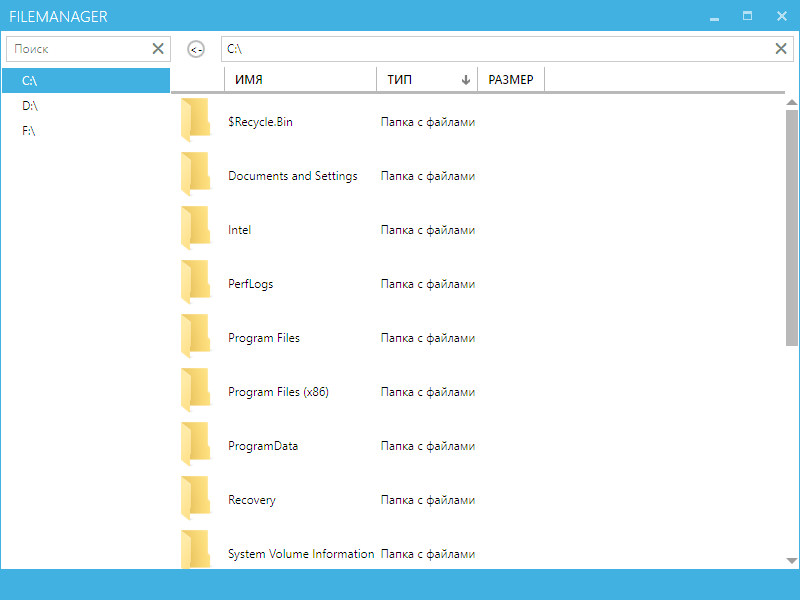 FILEMANAGER
Поиск
<-
C:\
C:\
D:\
F:\
ИМЯ ТИП РАЗМЕР
$Recycle.Bin Папка с файлами
Documents and Settings Папка с файлами
Intel Папка с файлами
PerfLogs Папка с файлами
Program Files Папка с файлами
Program Files (x86) Папка с файлами
ProgramData Папка с файлами
Recovery Папка с файлами
System Volume Information Папка с файлами